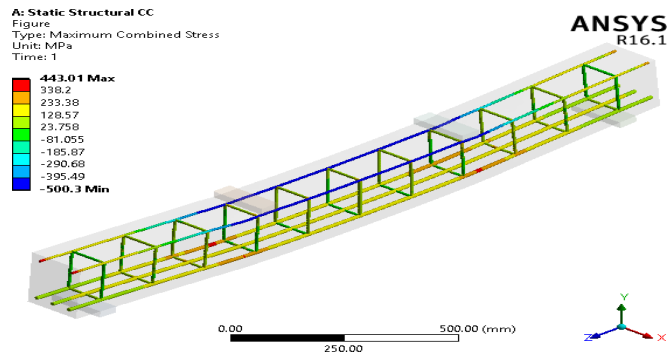 A: Static Structural CC
Figure
Type: Maximum Combined Stress
Unit: MPa
Time: 1
ANSYS
R16.1
443.01 Max
338.2
233.38
128.57
23.758
-81.055
-185.87
-290.68
-395.49
-500.3 Min
0.00
500.00 (mm)
250.00
Y
Z
X